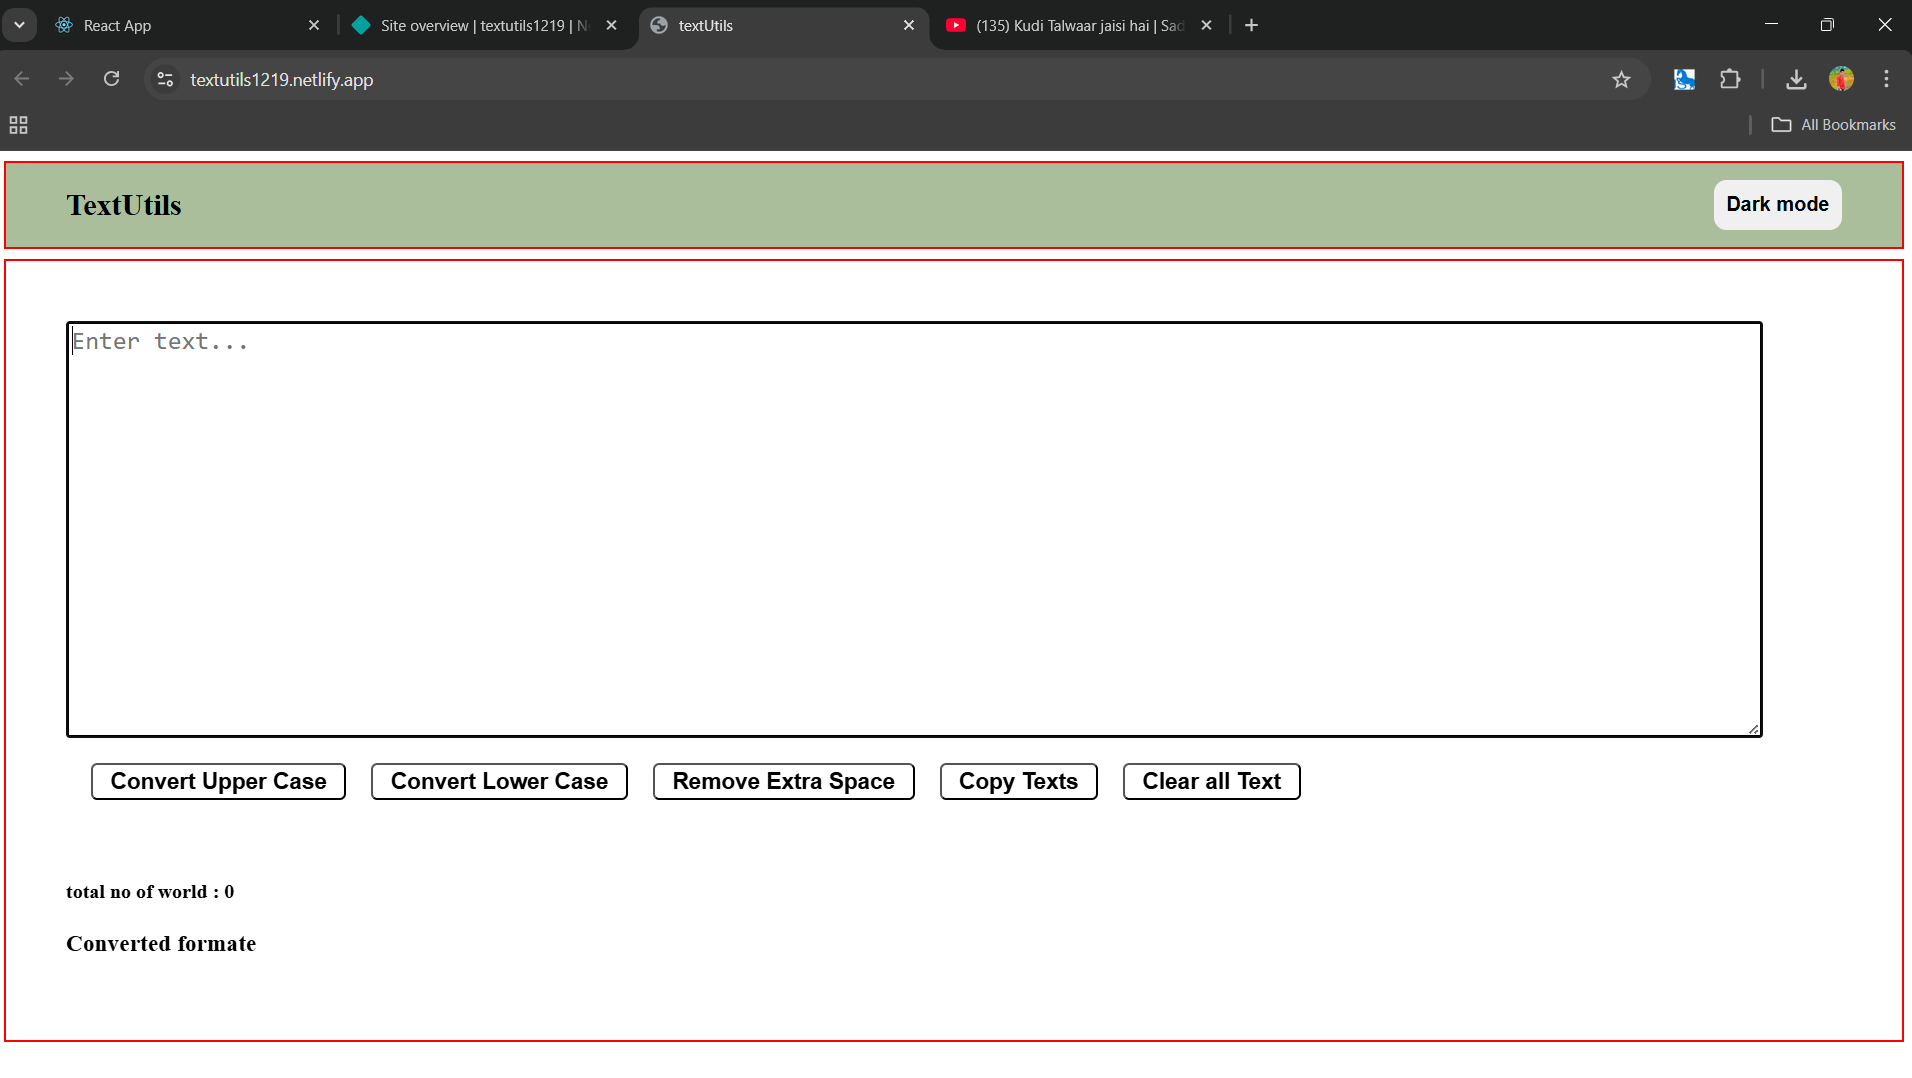 React App
Site overview | textutils1219 | N
textUtils
(135) Kudi Talwaar jaisi hai | Sad
textutils1219.netlify.app
All Bookmarks
TextUtils
Dark mode
Enter text...
Convert Upper Case
Convert Lower Case
Remove Extra Space
Copy Texts
Clear all Text
total no of world : 0
Converted formate